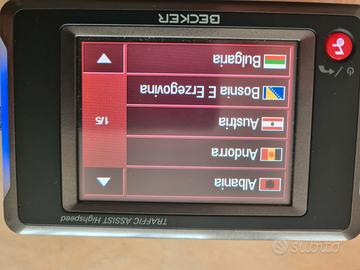 TRAFFIC ASSIST Highspeed
Albania
Andorra
Austria
1/5
Bosnia E Erzegovina
Bulgaria
BECKER
subito